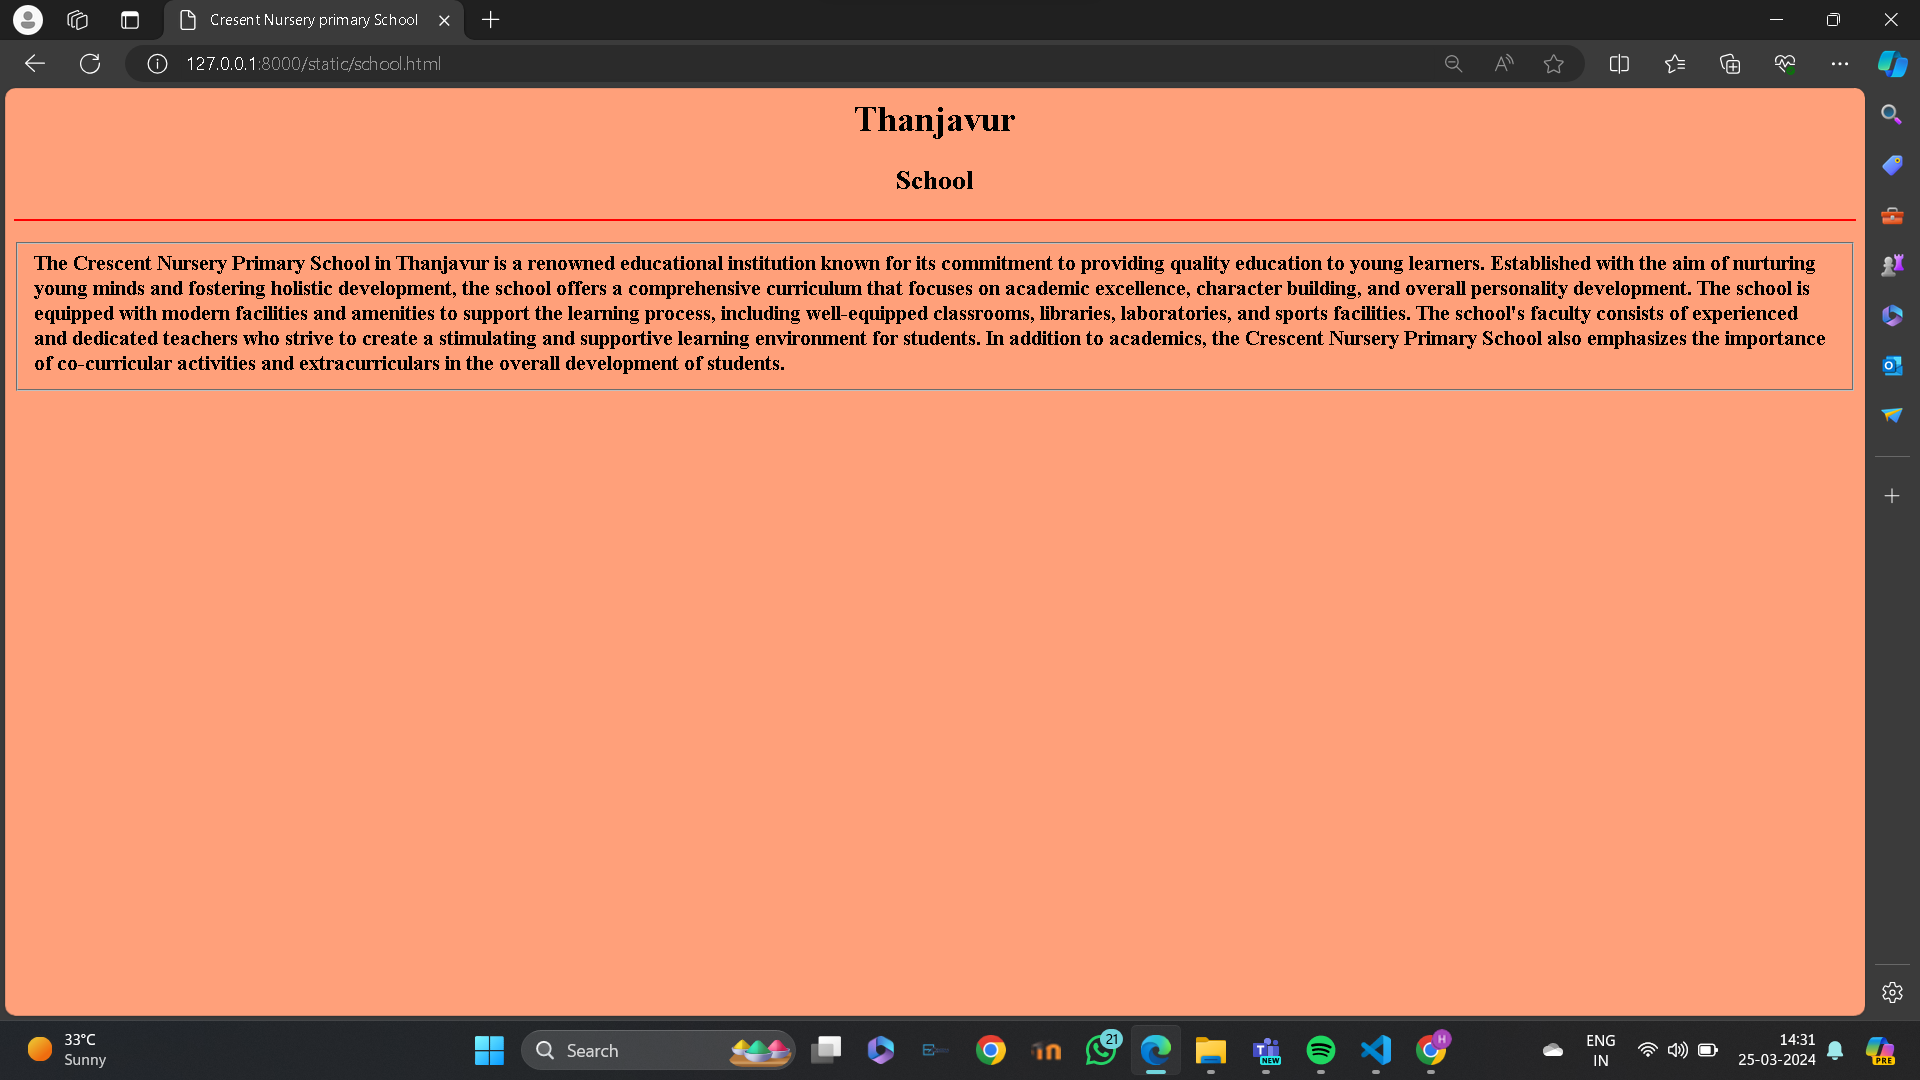 Cresent Nursery primary School
127.0.0.1:8000/static/school.html
Thanjavur
School
The Crescent Nursery Primary School in Thanjavur is a renowned educational institution known for its commitment to providing quality education to young learners. Established with the aim of nurturing
young minds and fostering holistic development, the school offers a comprehensive curriculum that focuses on academic excellence, character building, and overall personality development. The school is
equipped with modern facilities and amenities to support the learning process, including well-equipped classrooms, libraries, laboratories, and sports facilities. The school's faculty consists of experienced
and dedicated teachers who strive to create a stimulating and supportive learning environment for students. In addition to academics, the Crescent Nursery Primary School also emphasizes the importance
of co-curricular activities and extracurriculars in the overall development of students.
33°C
Sunny
Search
21
NEW
H
ENG
IN
14:31
25-03-2024
PRE